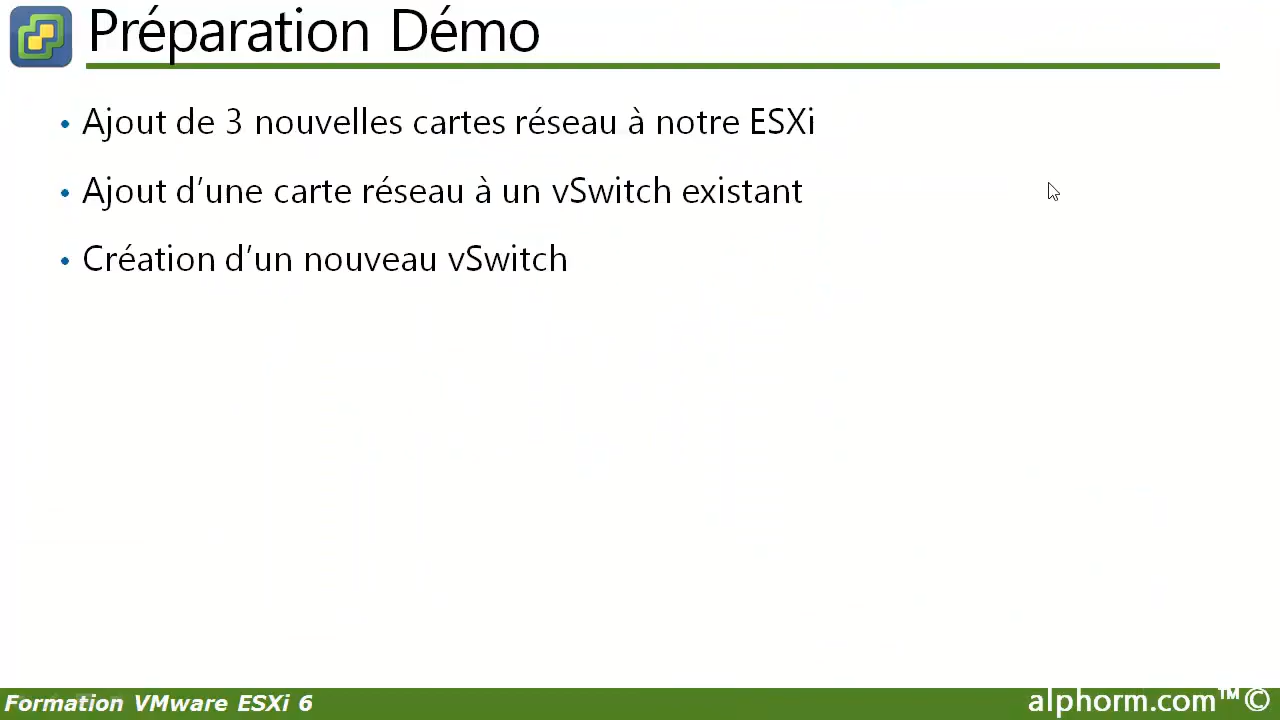 Préparation Démo
• Ajout de 3 nouvelles cartes réseau à notre ESXi
• Ajout d’une carte réseau à un vSwitch existant
• Création d’un nouveau vSwitch
Formation VMware ESXi 6
alphorm.com™©